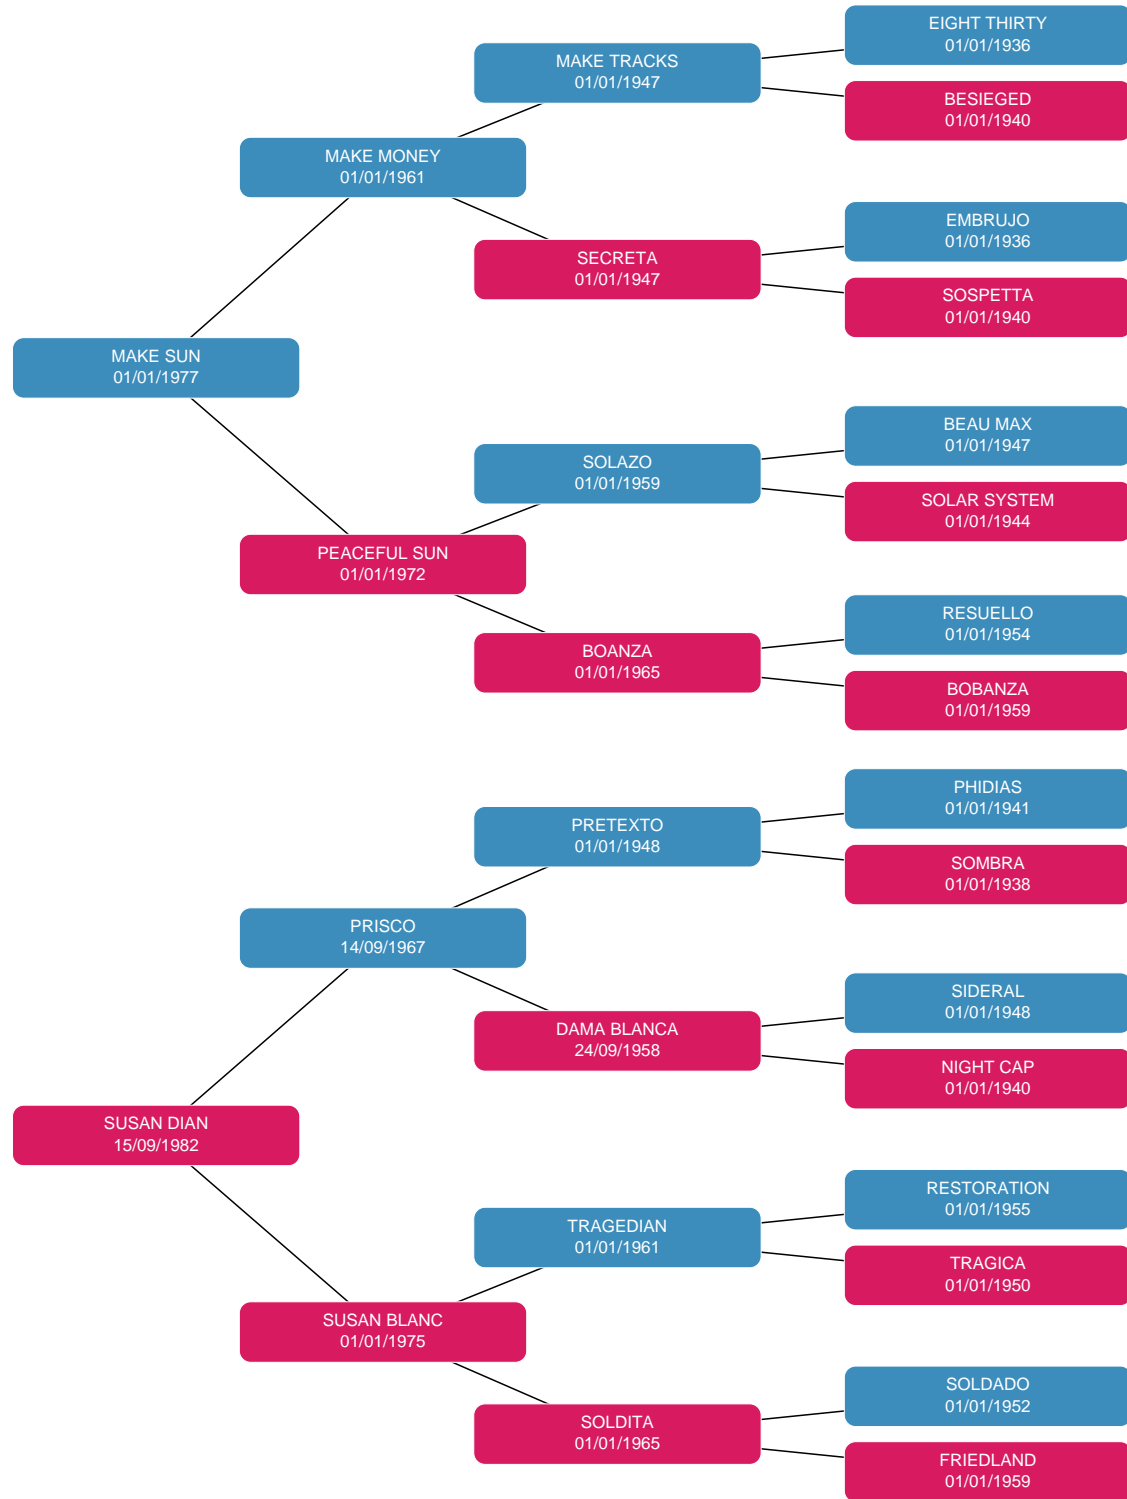 EIGHT THIRTY
01/01/1936
MAKE TRACKS
01/01/1947
BESIEGED
01/01/1940
MAKE MONEY
01/01/1961
EMBRUJO
01/01/1936
SECRETA
01/01/1947
SOSPETTA
01/01/1940
MAKE SUN
01/01/1977
BEAU MAX
01/01/1947
SOLAZO
01/01/1959
SOLAR SYSTEM
01/01/1944
PEACEFUL SUN
01/01/1972
RESUELLO
01/01/1954
BOANZA
01/01/1965
BOBANZA
01/01/1959
PHIDIAS
01/01/1941
PRETEXTO
01/01/1948
SOMBRA
01/01/1938
PRISCO
14/09/1967
SIDERAL
01/01/1948
DAMA BLANCA
24/09/1958
NIGHT CAP
01/01/1940
SUSAN DIAN
15/09/1982
RESTORATION
01/01/1955
TRAGEDIAN
01/01/1961
TRAGICA
01/01/1950
SUSAN BLANC
01/01/1975
SOLDADO
01/01/1952
SOLDITA
01/01/1965
FRIEDLAND
01/01/1959